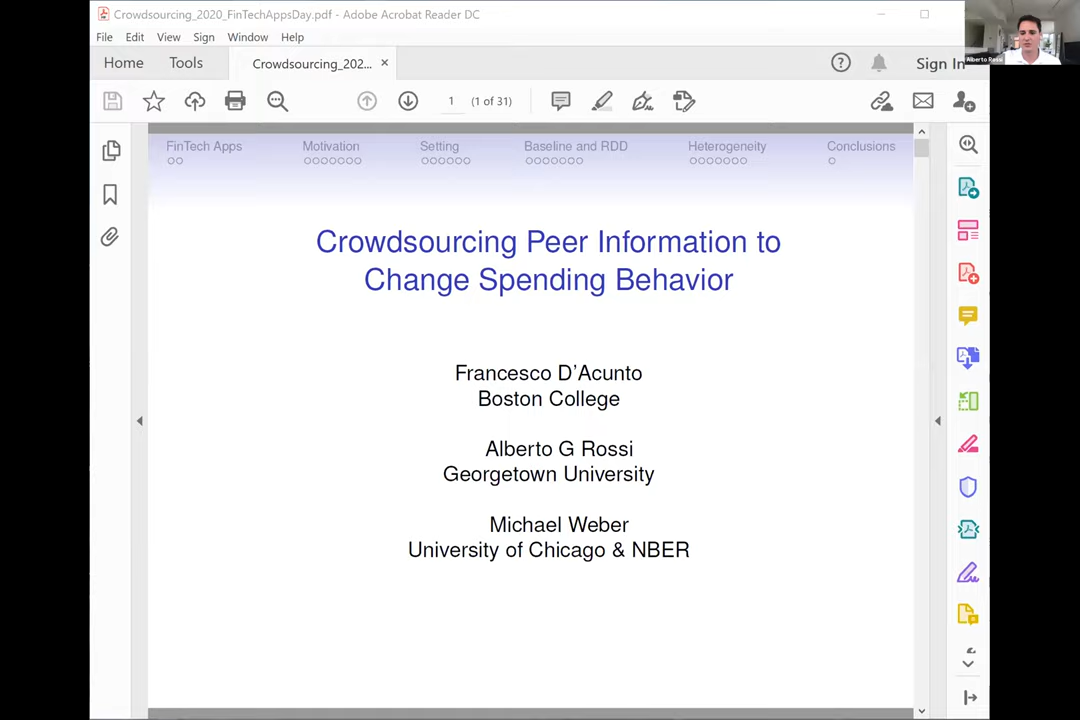 Crowdsourcing_2020_FinTechAppsDay.pdf - Adobe Acrobat Reader DC
File Edit View Sign Window Help
Home Tools Crowdsourcing_202... × Sign In
Alberto Rossi
1 (1 of 31)
FinTech Apps Motivation Setting Baseline and RDD Heterogeneity Conclusions
Crowdsourcing Peer Information to
Change Spending Behavior
Francesco D'Acunto
Boston College
Alberto G Rossi
Georgetown University
Michael Weber
University of Chicago & NBER